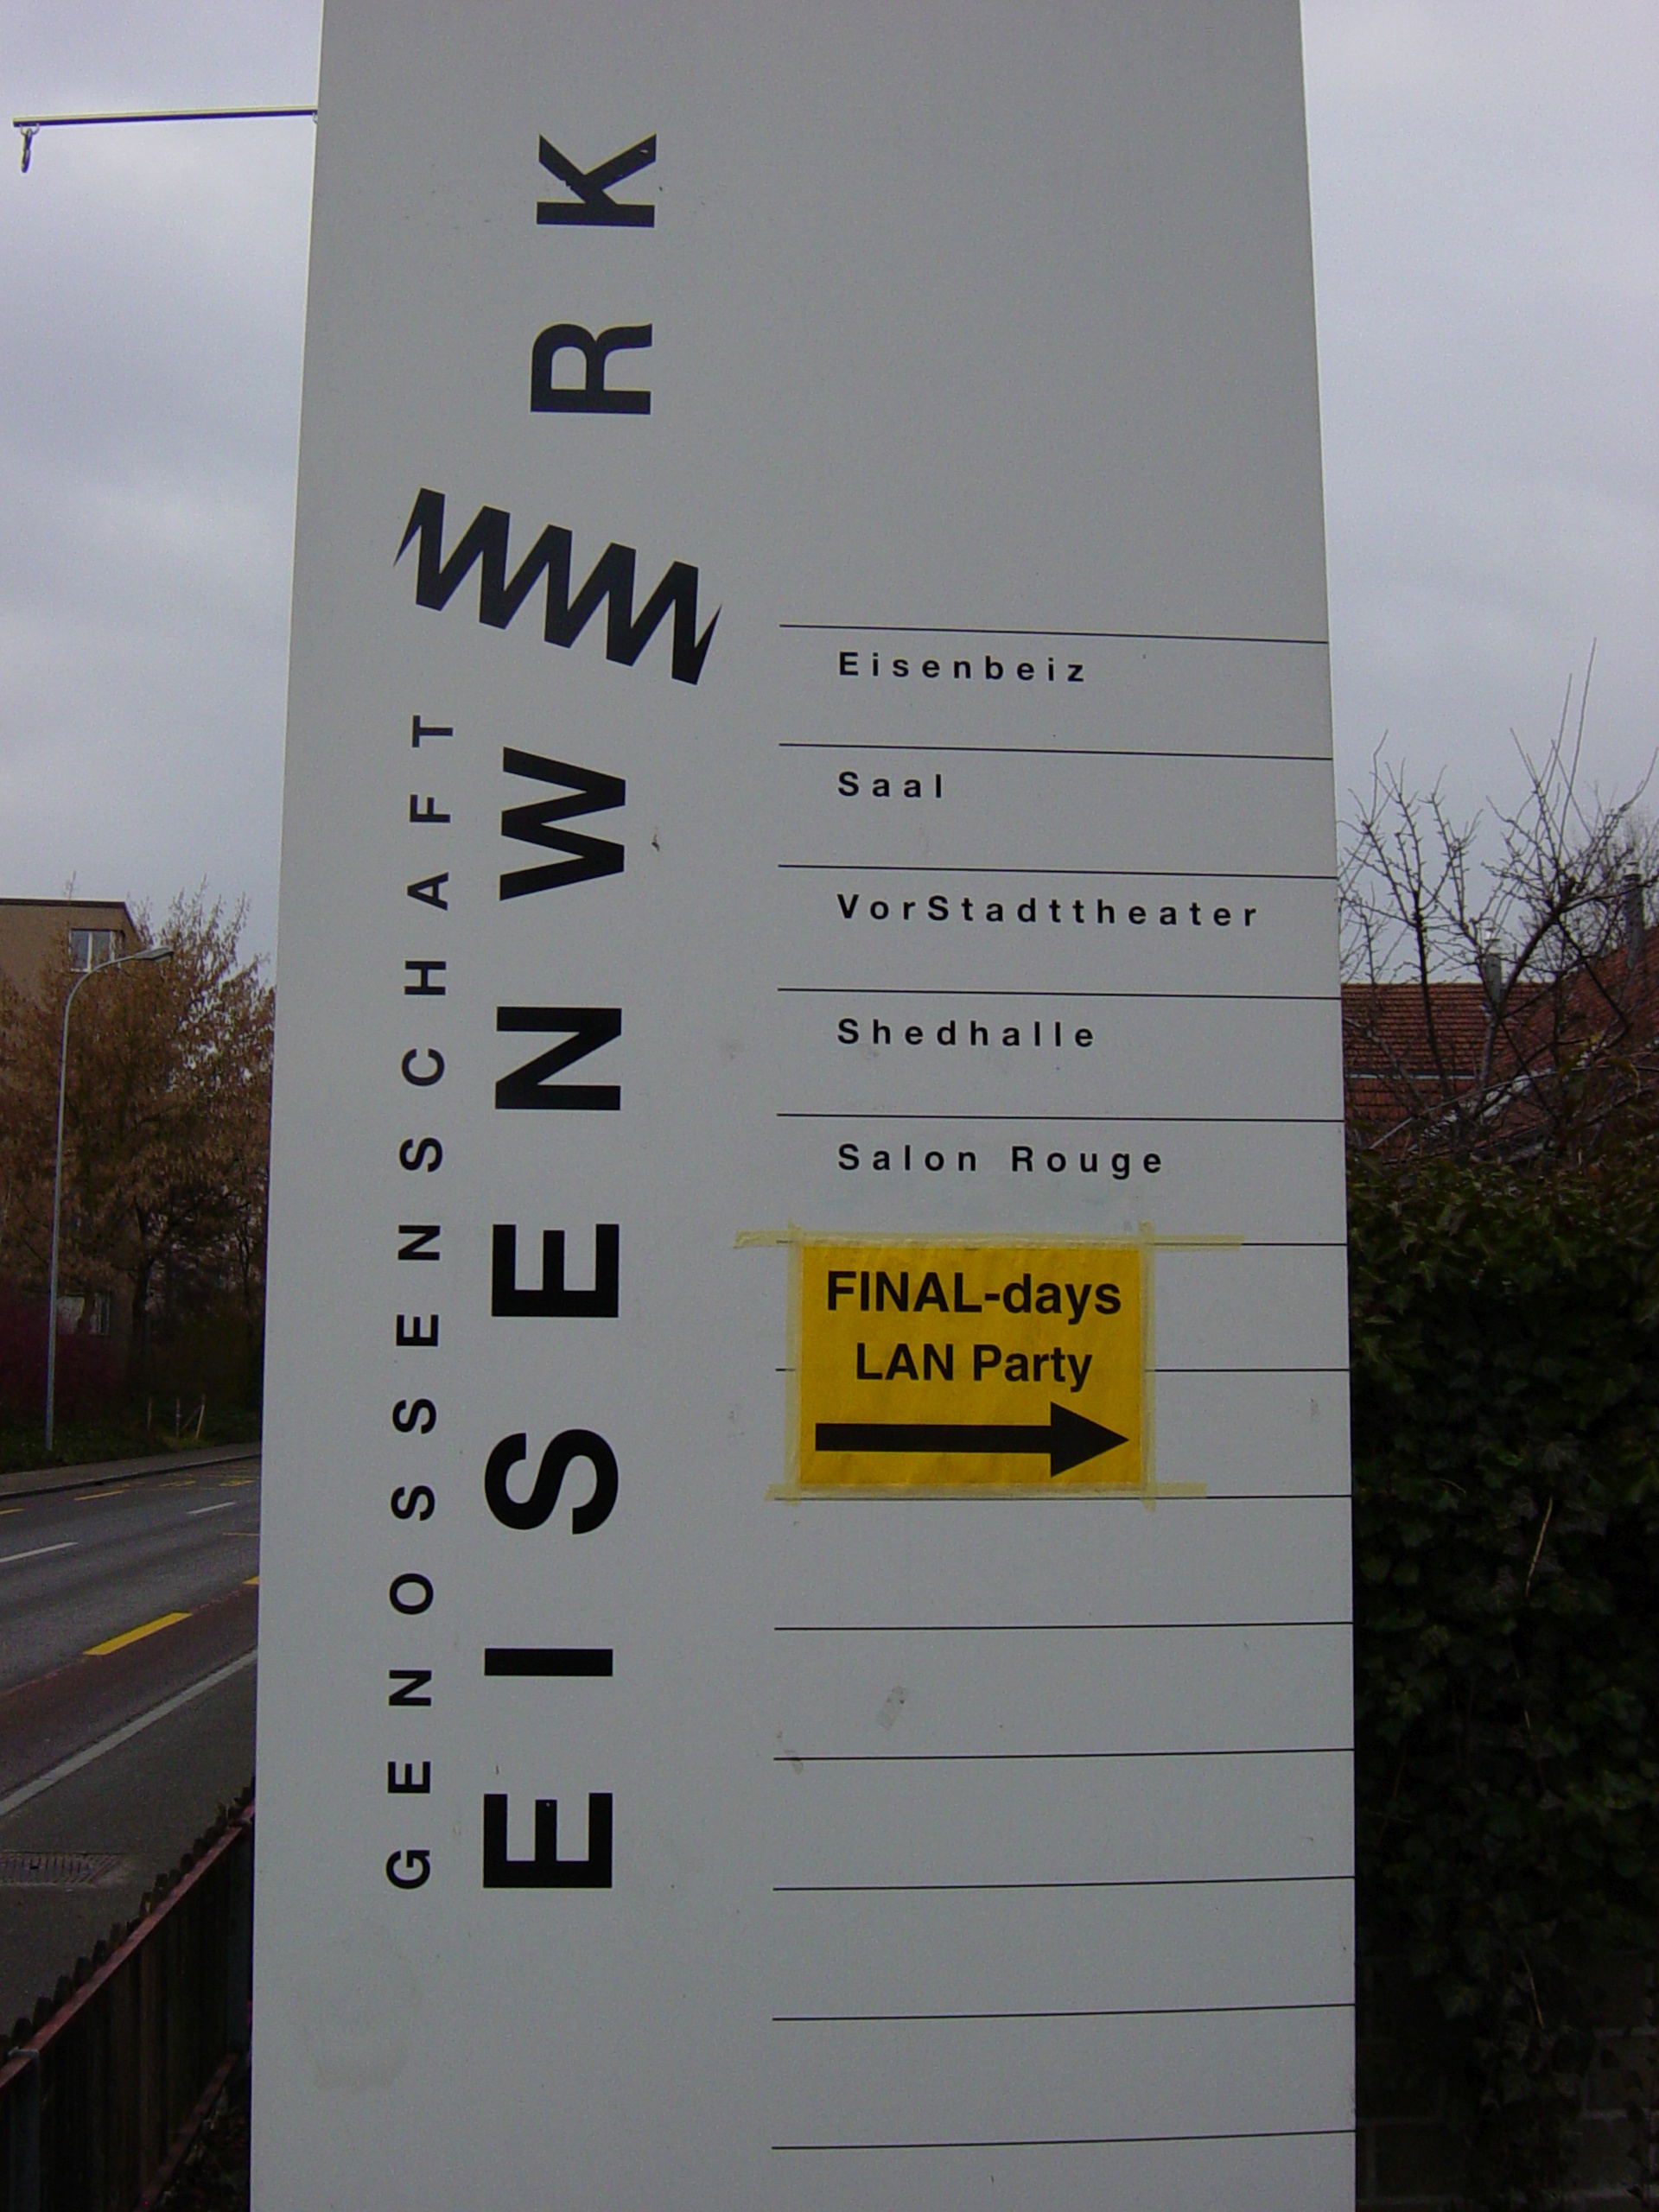 GENOSSENSCHAFT
EISENWERK
Eisenbeiz
Saal
VorStadttheater
Shedhalle
Salon Rouge
FINAL-days
LAN Party